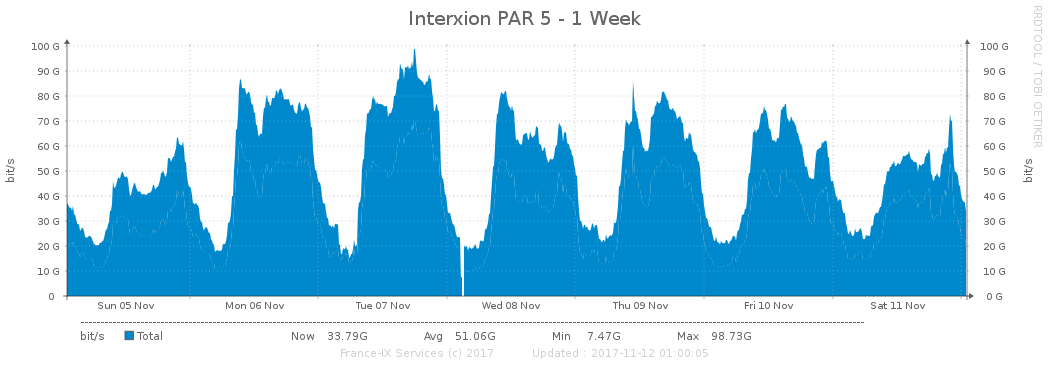 Interxion PAR 5 - 1 Week
RRDTOOL / TOBI OETIKER
bit/s
100 G
90 G
80 G
70 G
60 G
50 G
40 G
30 G
20 G
10 G
0
100 G
90 G
80 G
70 G
60 G
50 G
40 G
30 G
20 G
10 G
0 G
bit/s
Sun 05 Nov Mon 06 Nov Tue 07 Nov Wed 08 Nov Thu 09 Nov Fri 10 Nov Sat 11 Nov
bit/s Total Now 33.79G Avg 51.06G Min 7.47G Max 98.73G
France-IX Services (c) 2017 Updated : 2017-11-12 01:00:05